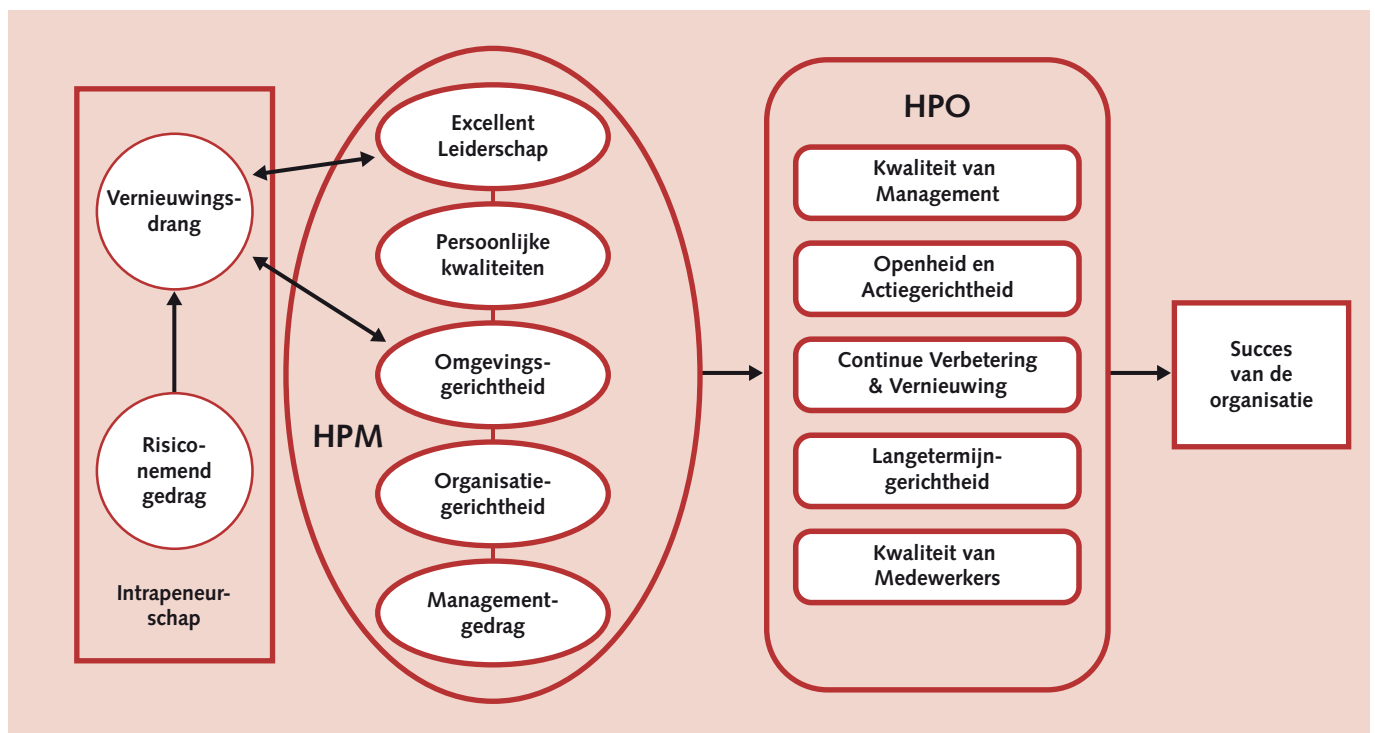 Vernieuwings-
drang
Risico-
nemend
gedrag
Intrapeneur-
schap
HPM
Excellent
Leiderschap
Persoonlijke
kwaliteiten
Omgevings-
gerichtheid
Organisatie-
gerichtheid
Management-
gedrag
HPO
Kwaliteit van
Management
Openheid en
Actiegerichtheid
Continue Verbetering
& Vernieuwing
Langetermijn-
gerichtheid
Kwaliteit van
Medewerkers
Succes
van de
organisatie